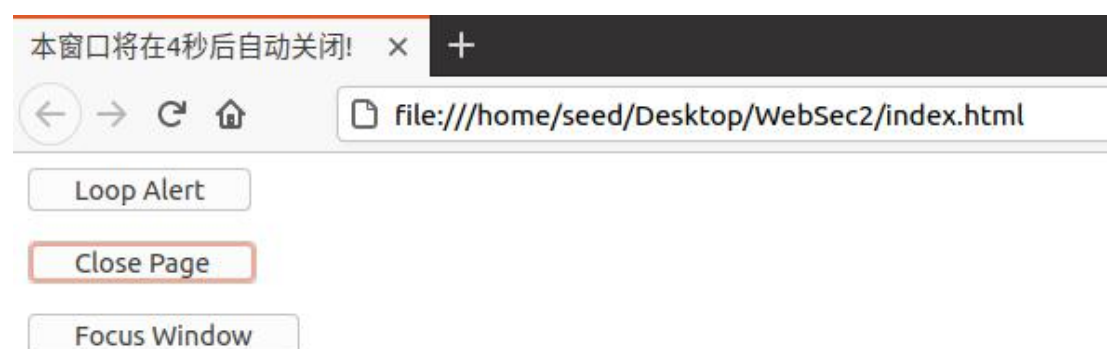 本窗口将在4秒后自动关闭!
file:///home/seed/Desktop/WebSec2/index.html
Loop Alert
Close Page
Focus Window